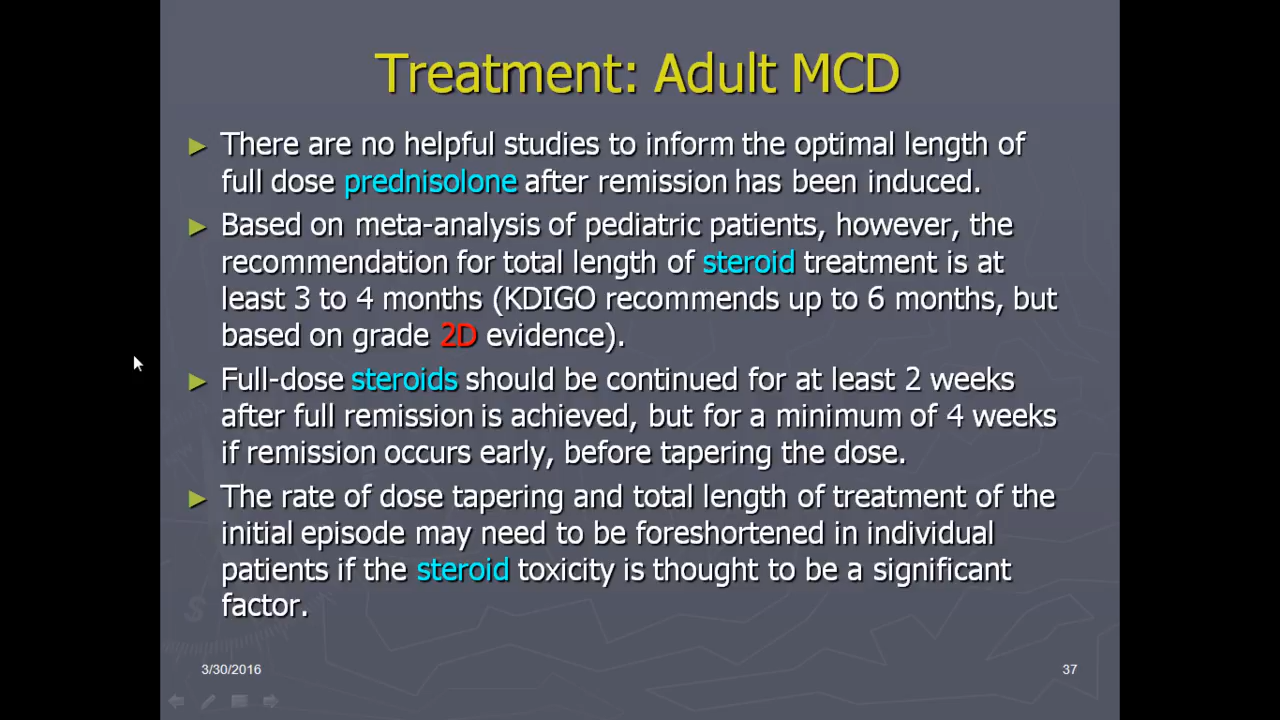 Treatment: Adult MCD
There are no helpful studies to inform the optimal length of
full dose prednisolone after remission has been induced.
Based on meta-analysis of pediatric patients, however, the
recommendation for total length of steroid treatment is at
least 3 to 4 months (KDIGO recommends up to 6 months, but
based on grade 2D evidence).
Full-dose steroids should be continued for at least 2 weeks
after full remission is achieved, but for a minimum of 4 weeks
if remission occurs early, before tapering the dose.
The rate of dose tapering and total length of treatment of the
initial episode may need to be foreshortened in individual
patients if the steroid toxicity is thought to be a significant
factor.
S
3/30/2016 37